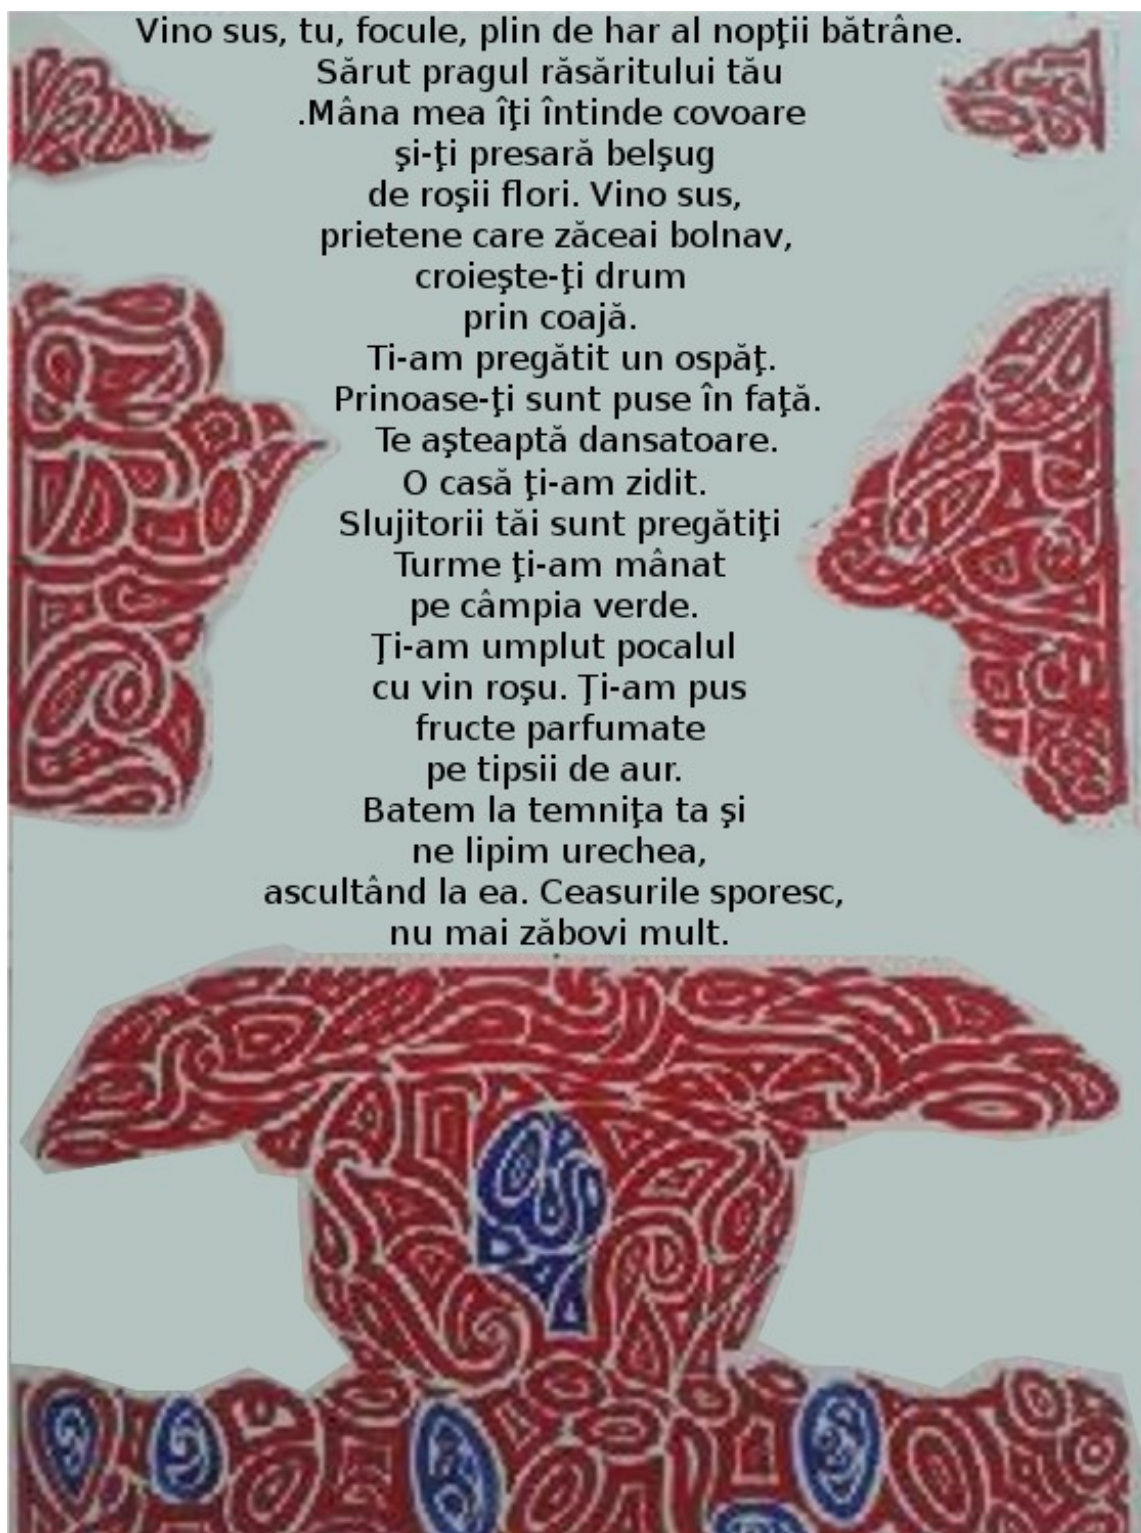 Vino sus, tu, focule, plin de har al nopţii bătrâne.
Sărut pragul răsăritului tău
.Mâna mea îţi întinde covoare
şi-ţi presară belşug
de roşii flori. Vino sus,
prietene care zăceai bolnav,
croieşte-ţi drum
prin coajă.
Ti-am pregătit un ospăţ.
Prinoase-ţi sunt puse în faţă.
Te aşteaptă dansatoare.
O casă ţi-am zidit.
Slujitorii tăi sunt pregătiţi
Turme ţi-am mânat
pe câmpia verde.
Ţi-am umplut pocalul
cu vin roşu. Ţi-am pus
fructe parfumate
pe tipsii de aur.
Batem la temniţa ta şi
ne lipim urechea,
ascultând la ea. Ceasurile sporesc,
nu mai zăbovi mult.